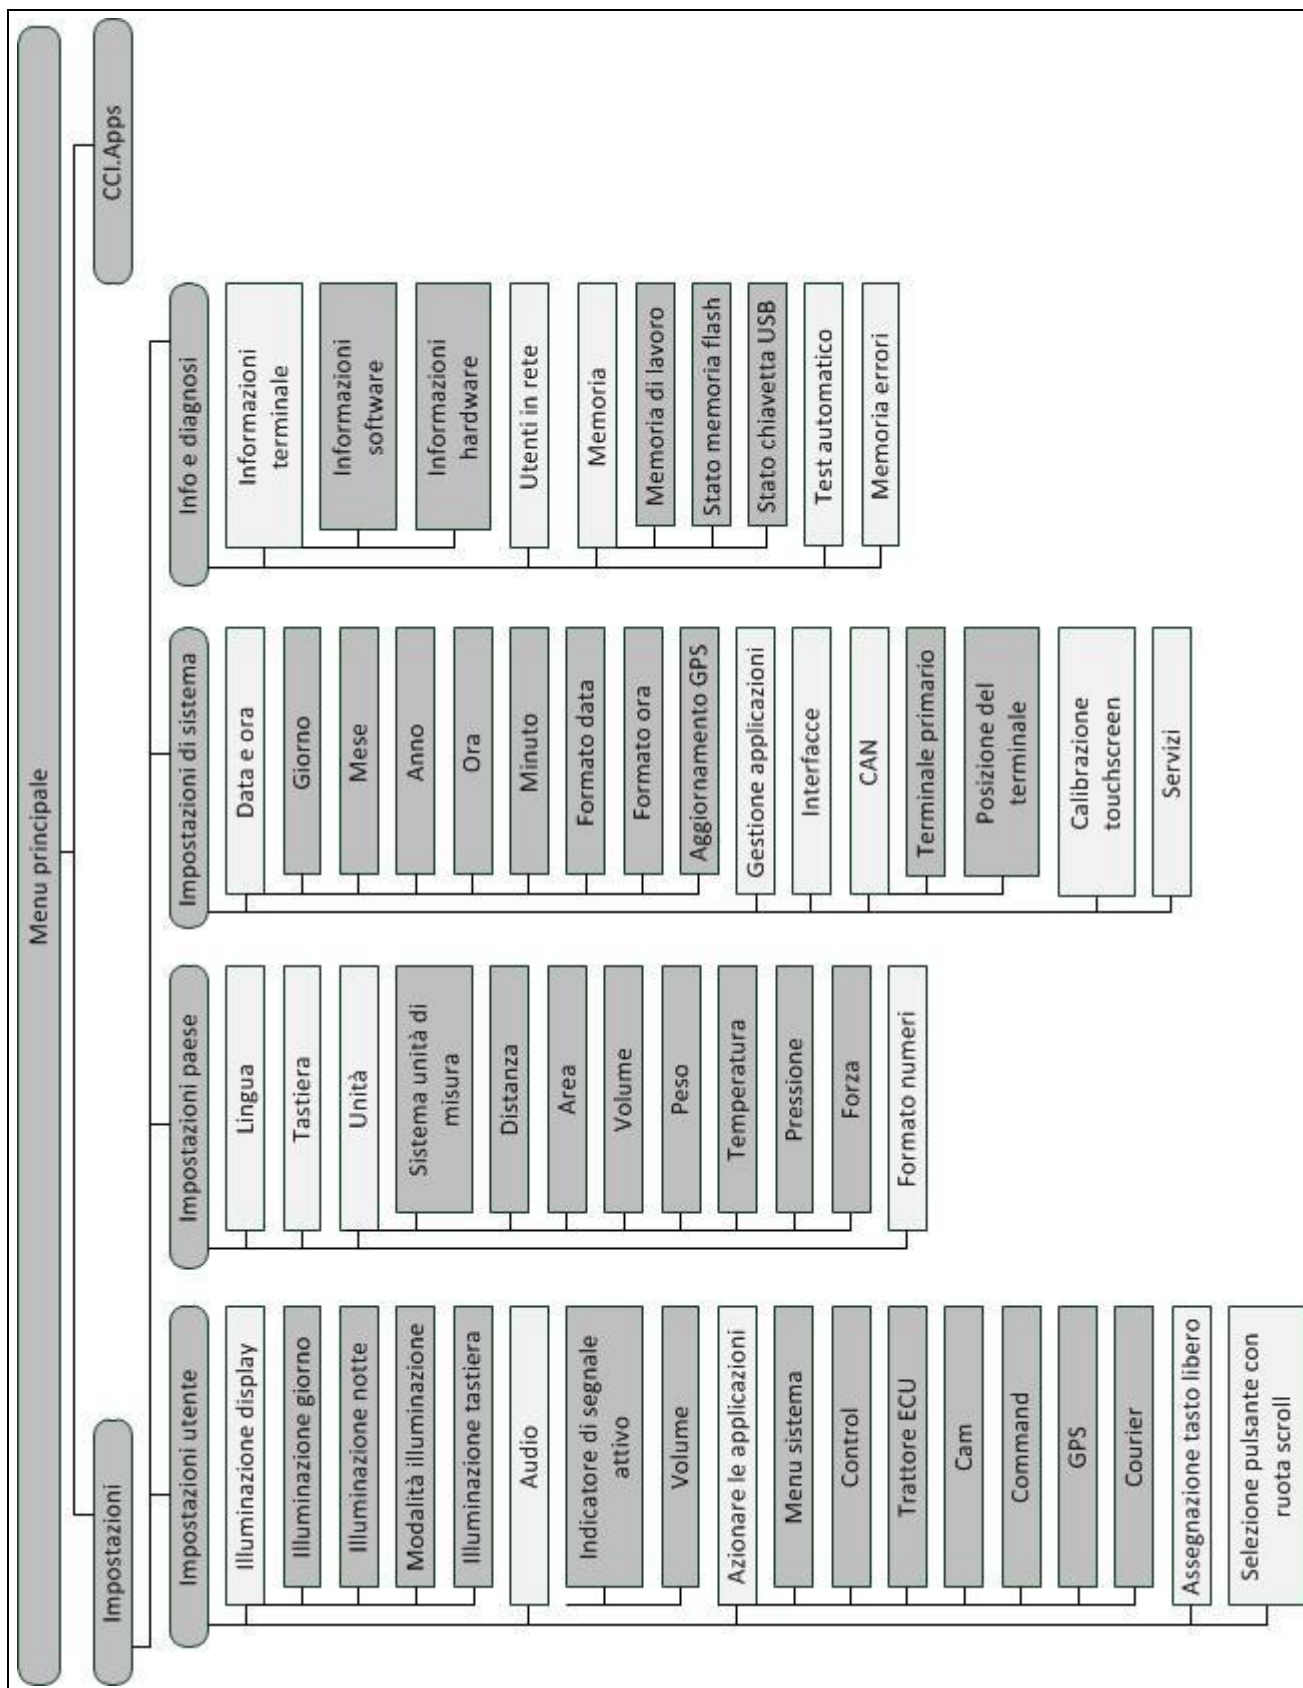 Menu principale
Impostazioni
CCI.Apps
Impostazioni utente
Illuminazione display
Illuminazione giorno
Illuminazione notte
Modalità illuminazione
Illuminazione tastiera
Audio
Indicatore di segnale
attivo
Volume
Azionare le applicazioni
Menu sistema
Control
Trattore ECU
Cam
Command
GPS
Courier
Assegnazione tasto libero
Selezione pulsante con
ruota scroll
Impostazioni paese
Lingua
Tastiera
Unità
Sistema unità di
misura
Distanza
Area
Volume
Peso
Temperatura
Pressione
Forza
Formato numeri
Impostazioni di sistema
Data e ora
Giorno
Mese
Anno
Ora
Minuto
Formato data
Formato ora
Aggiornamento GPS
Gestione applicazioni
Interfacce
CAN
Terminale primario
Posizione del
terminale
Calibrazione
touchscreen
Servizi
Info e diagnosi
Informazioni
terminale
Informazioni
software
Informazioni
hardware
Utenti in rete
Memoria
Memoria di lavoro
Stato memoria flash
Stato chiavetta USB
Test automatico
Memoria errori